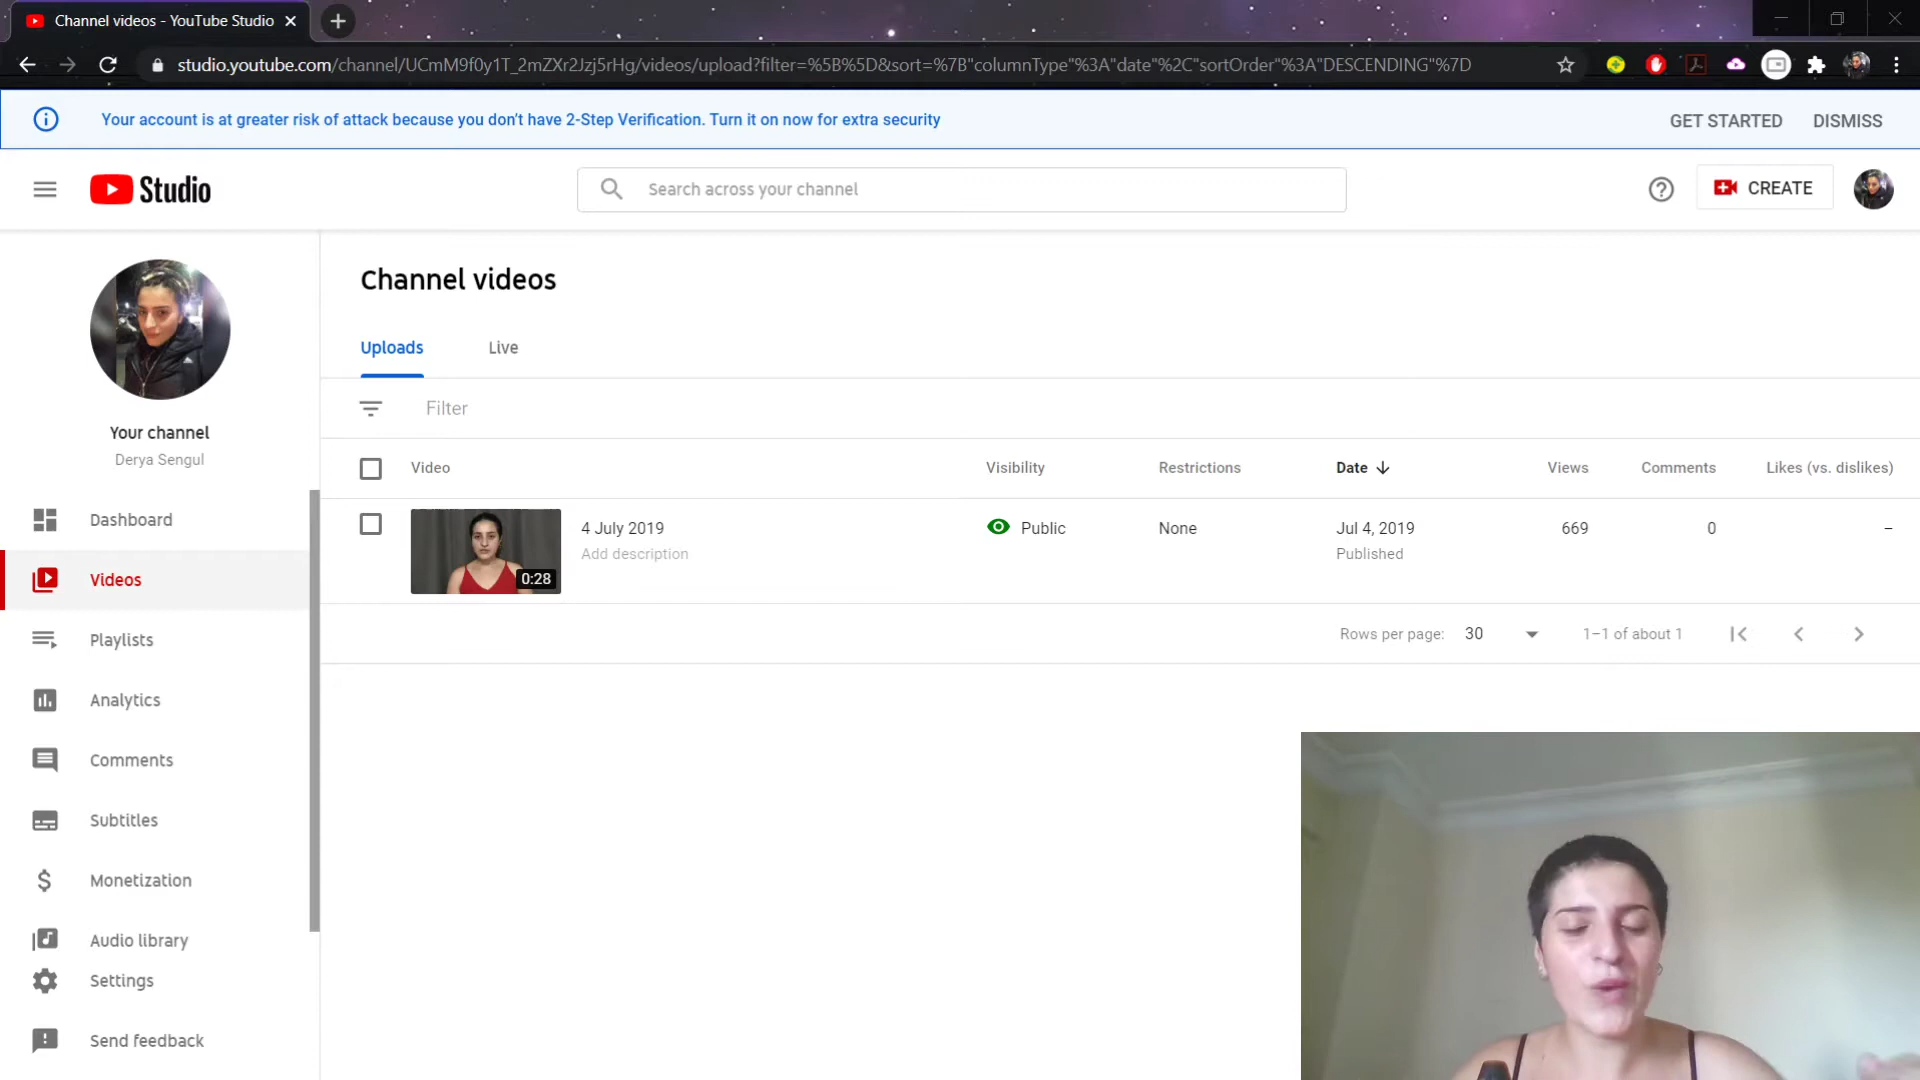 Channel videos - YouTube Studio
studio.youtube.com/channel/UCmM9f0y1T_2mZXr2Jzj5rHg/videos/upload?filter=%5B%5D&sort=%7B"columnType"%3A"date"%2C"sortOrder"%3A"DESCENDING"%7D
Your account is at greater risk of attack because you don't have 2-Step Verification. Turn it on now for extra security
GET STARTED
DISMISS
Studio
Search across your channel
CREATE
Your channel
Derya Sengul
Dashboard
Videos
Playlists
Analytics
Comments
Subtitles
Monetization
Audio library
Settings
Send feedback
Channel videos
Uploads
Live
Filter
Video Visibility Restrictions Date Views Comments Likes (vs. dislikes)
0:28
4 July 2019 Public None Jul 4, 2019 669 0 –
Add description Published
Rows per page: 30 1–1 of about 1